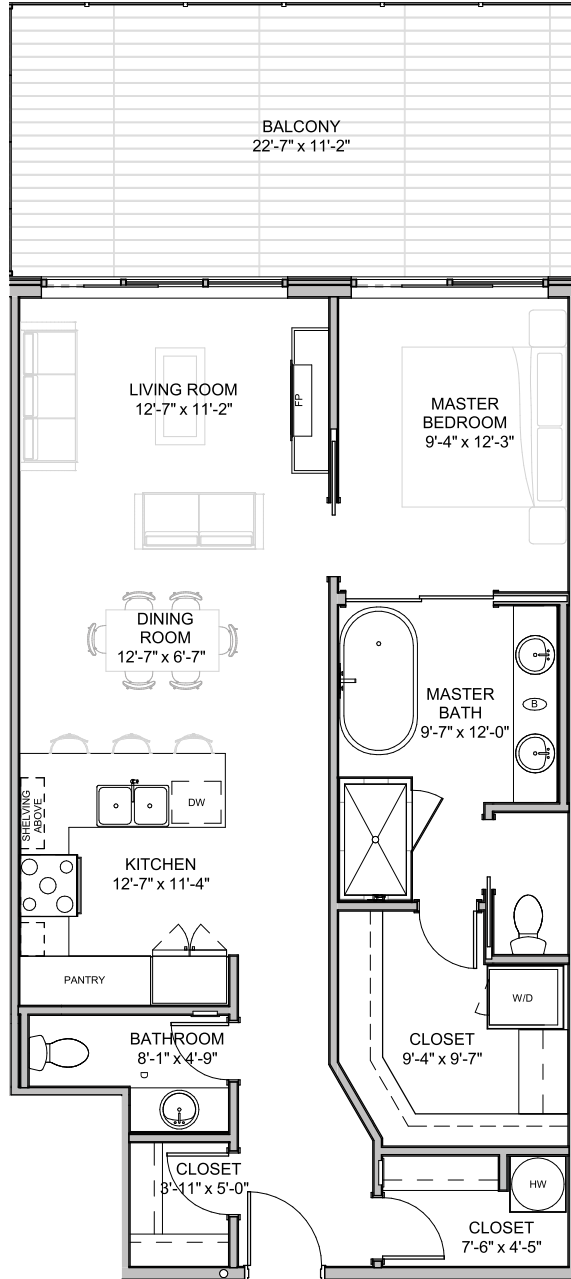 BALCONY
22'-7" x 11'-2"
LIVING ROOM
12'-7" x 11'-2"
FP
MASTER
BEDROOM
9'-4" x 12'-3"
DINING
ROOM
12'-7" x 6'-7"
MASTER
BATH
9'-7" x 12'-0"
B
SHELVING
ABOVE
DW
KITCHEN
12'-7" x 11'-4"
PANTRY
W/D
BATHROOM
8'-1" x 4'-9"
CLOSET
9'-4" x 9'-7"
CLOSET
3'-11" x 5'-0"
HW
CLOSET
7'-6" x 4'-5"